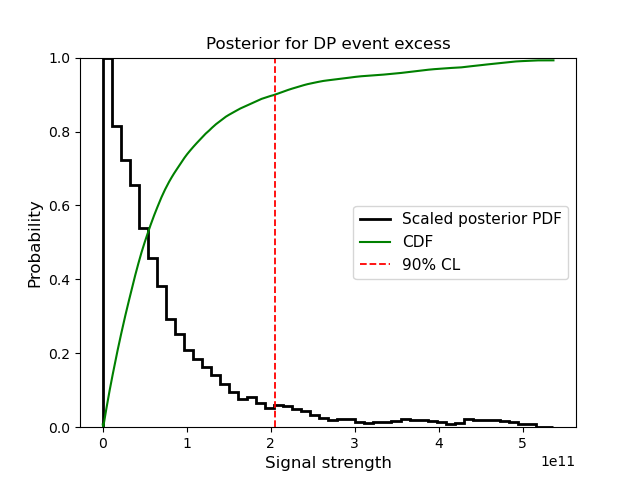 Posterior for DP event excess
Probability
1.0
0.8
0.6
0.4
0.2
0.0
Scaled posterior PDF
CDF
90% CL
0 1 2 3 4 5
1e11
Signal strength